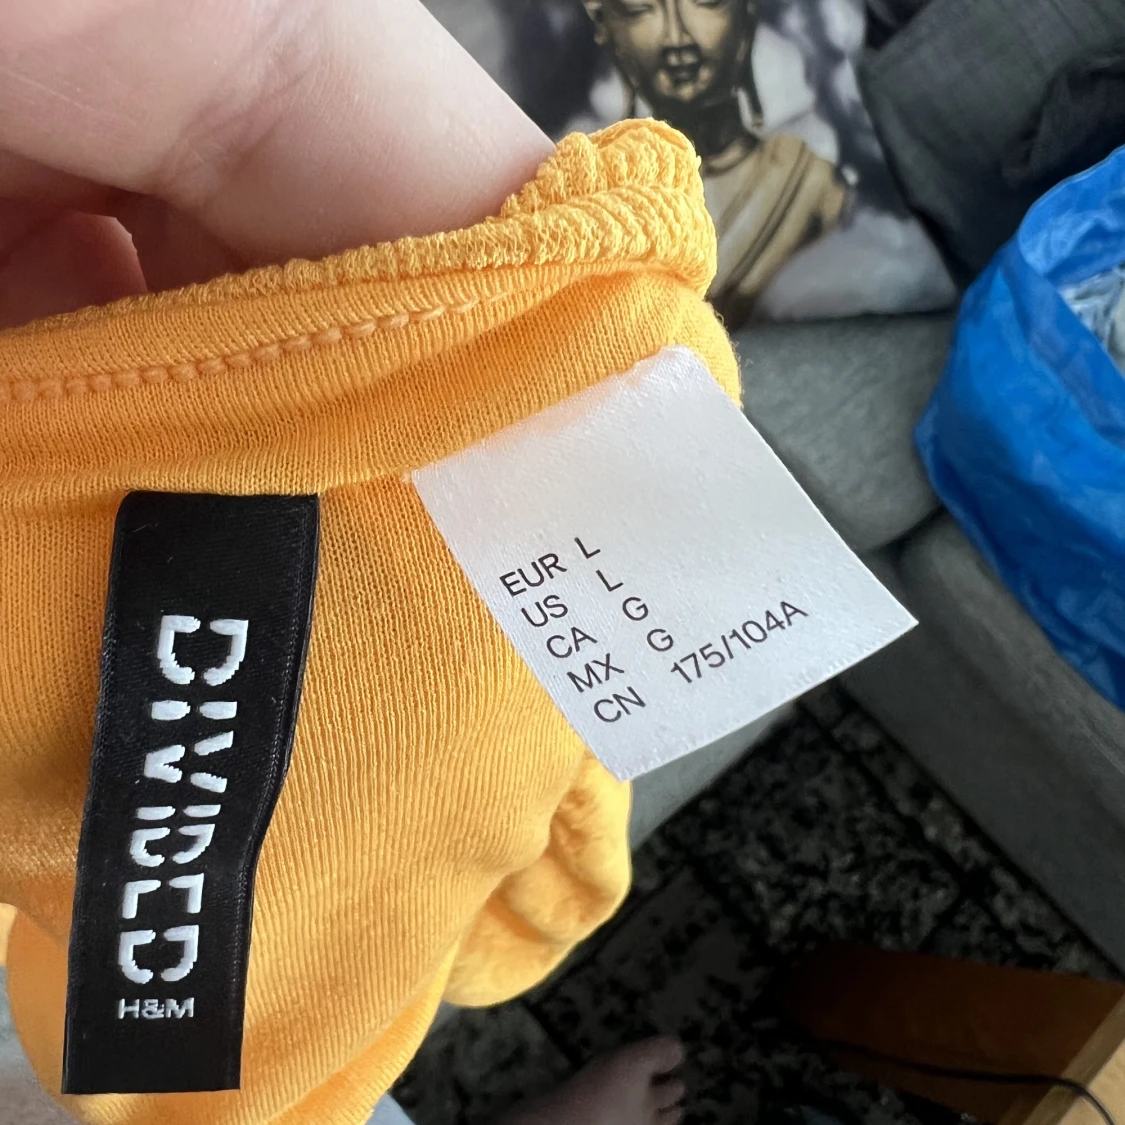 DIVIDED
H&M
EUR L
US L
CA G
MX G
CN 175/104A